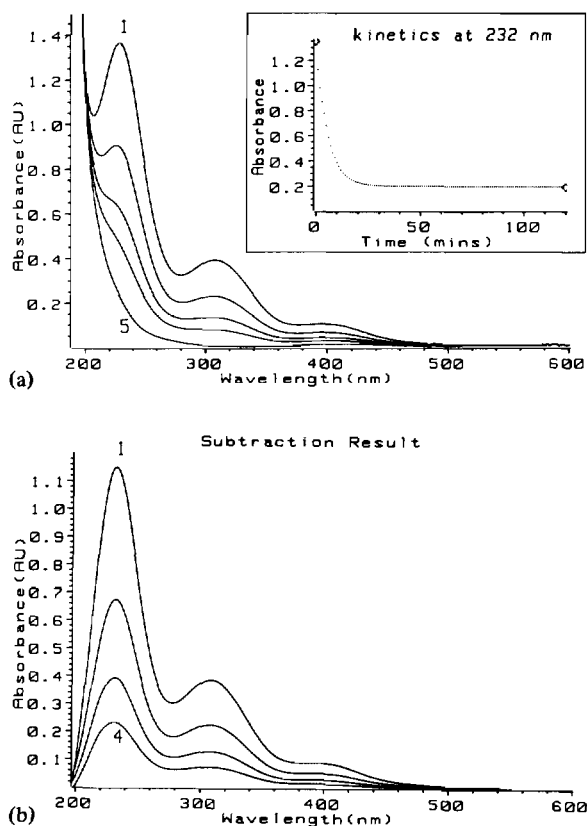 1.4
1.2
1.0
0.8
0.6
0.4
0.2
Absorbance(AU)
1
5
200 300 400 500 600
Wavelength(nm)
(a)
kinetics at 232 nm
1.2
1.0
0.8
0.6
0.4
0.2
Absorbance
0 50 100
Time (mins)
Subtraction Result
1.1
1.0
0.9
0.8
0.7
0.6
0.5
0.4
0.3
0.2
0.1
Absorbance(AU)
1
4
200 300 400 500 600
Wavelength(nm)
(b)